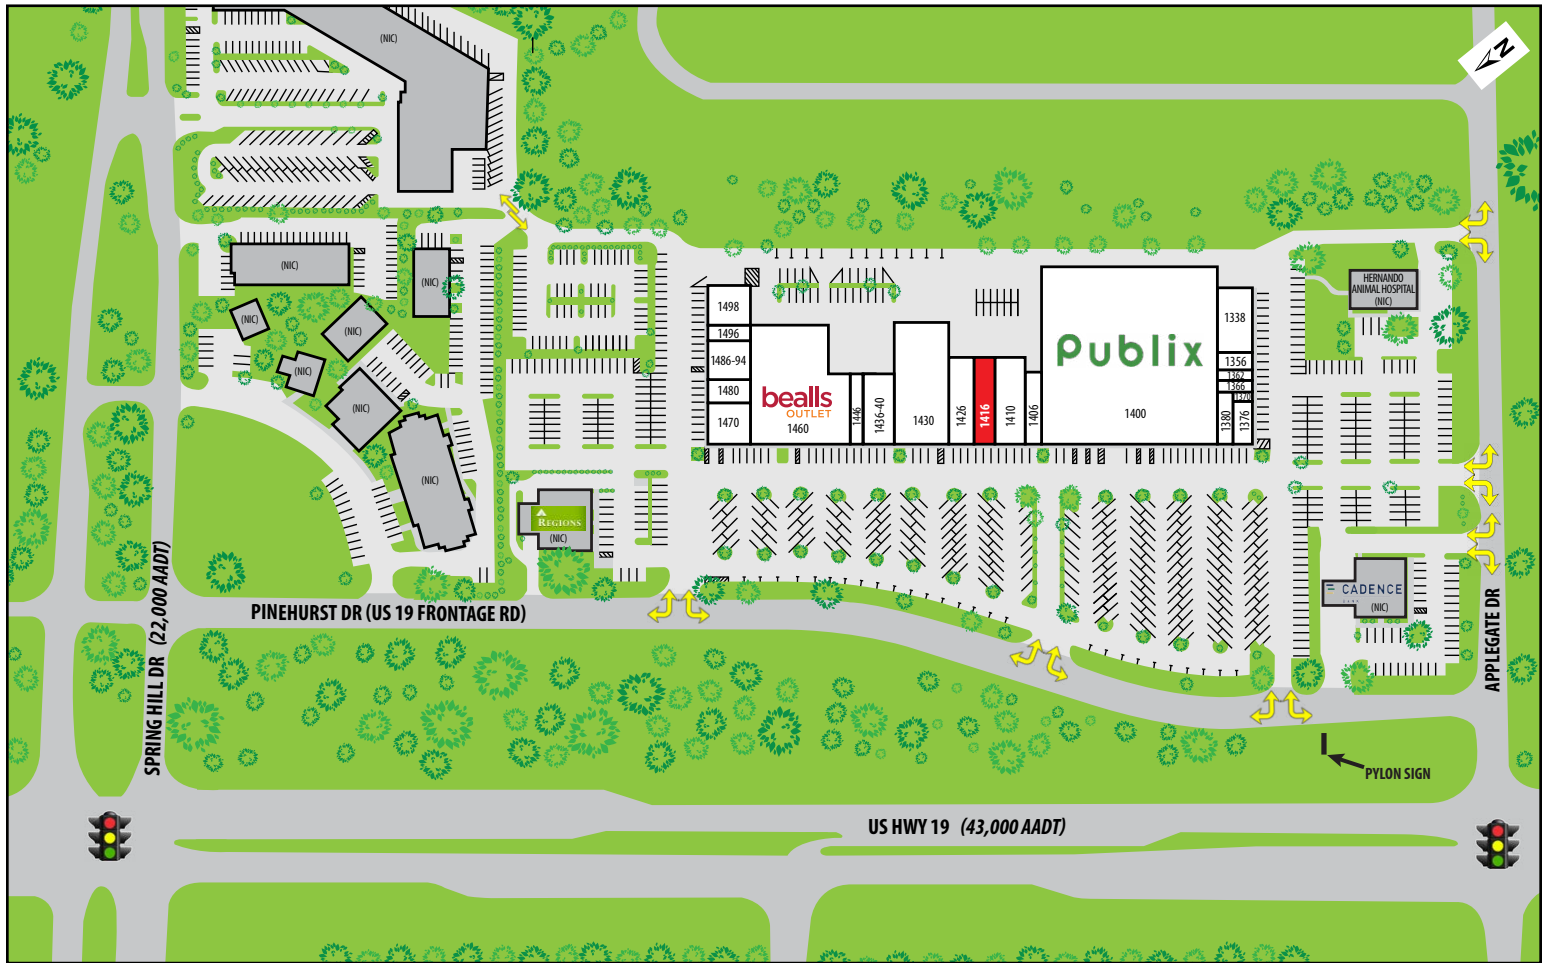 (NIC)
N
(NIC)
(NIC)
(NIC)
(NIC)
(NIC)
(NIC)
(NIC)
REGIONS
(NIC)
HERNANDO
ANIMAL HOSPITAL
(NIC)
1498
1496
1486-94
1480
1470
bealls
OUTLET
1460
1446
1436-40
1430
1426
1416
1410
1406
Publix
1400
1338
1356
1362
1366
1370
1380
1376
CADENCE
(NIC)
PINEHURST DR (US 19 FRONTAGE RD)
SPRING HILL DR (22,000 AADT)
APPLEGATE DR
PYLON SIGN
US HWY 19 (43,000 AADT)